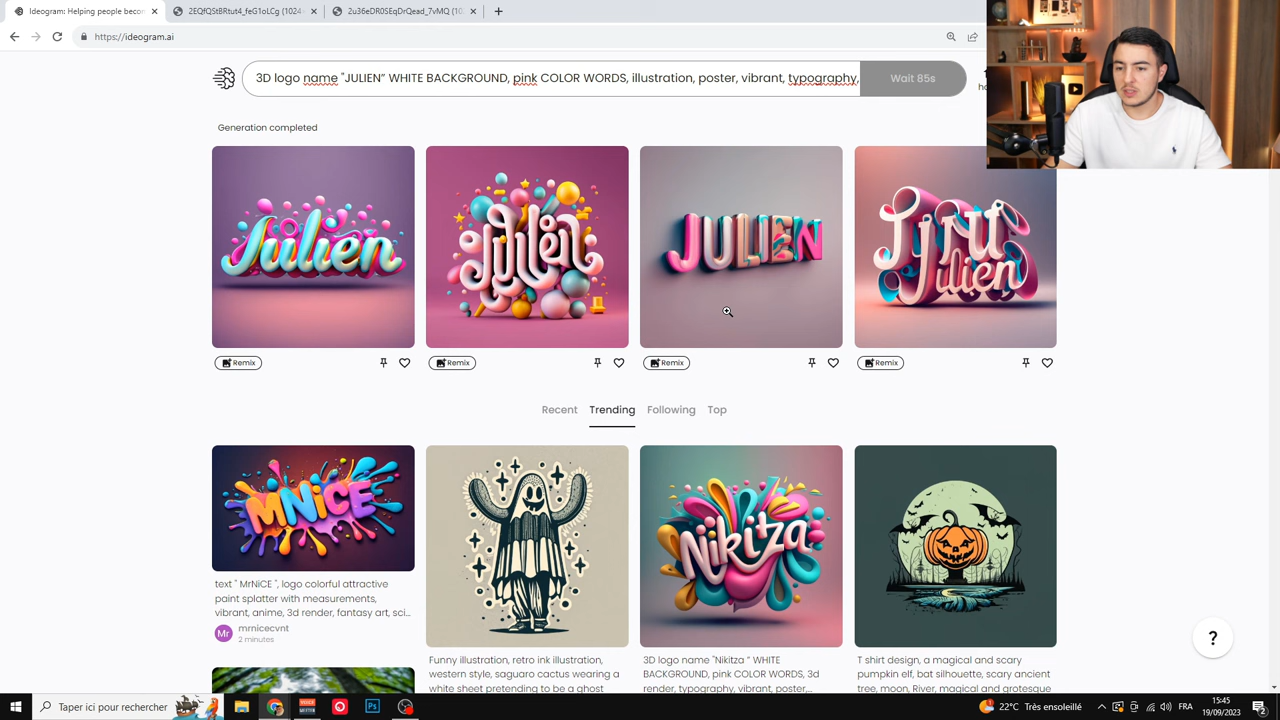 Ideogram: Helping people becom
2EQfQStBRtut4_feG1oLCg (1024
2u36eDR0SEqDrQead_7vMQ (10
https://ideogram.ai
3D logo name "JULIEN" WHITE BACKGROUND, pink COLOR WORDS, illustration, poster, vibrant, typography,
Wait 85s
Generation completed
Julien
Julien
JULIEN
Julien
Remix
Remix
Remix
Remix
Recent
Trending
Following
Top
MNiCE
Nikitza
text " MrNiCE ", logo colorful attractive
paint splatter with measurements,
vibrant, anime, 3d render, fantasy art, sci...
Mr
mrnicecvnt
2 minutes
Funny illustration, retro ink illustration,
western style, saguaro cactus wearing a
white sheet pretending to be a ghost
3D logo name "Nikitza " WHITE
BACKGROUND, pink COLOR WORDS, 3d
render, typography, vibrant, poster,...
T shirt design, a magical and scary
pumpkin elf, bat silhouette, scary ancient
tree, moon, River, magical and grotesque
?
Taper ici pour rechercher
Ps
22°C Très ensoleillé
FRA
15:45
19/09/2023